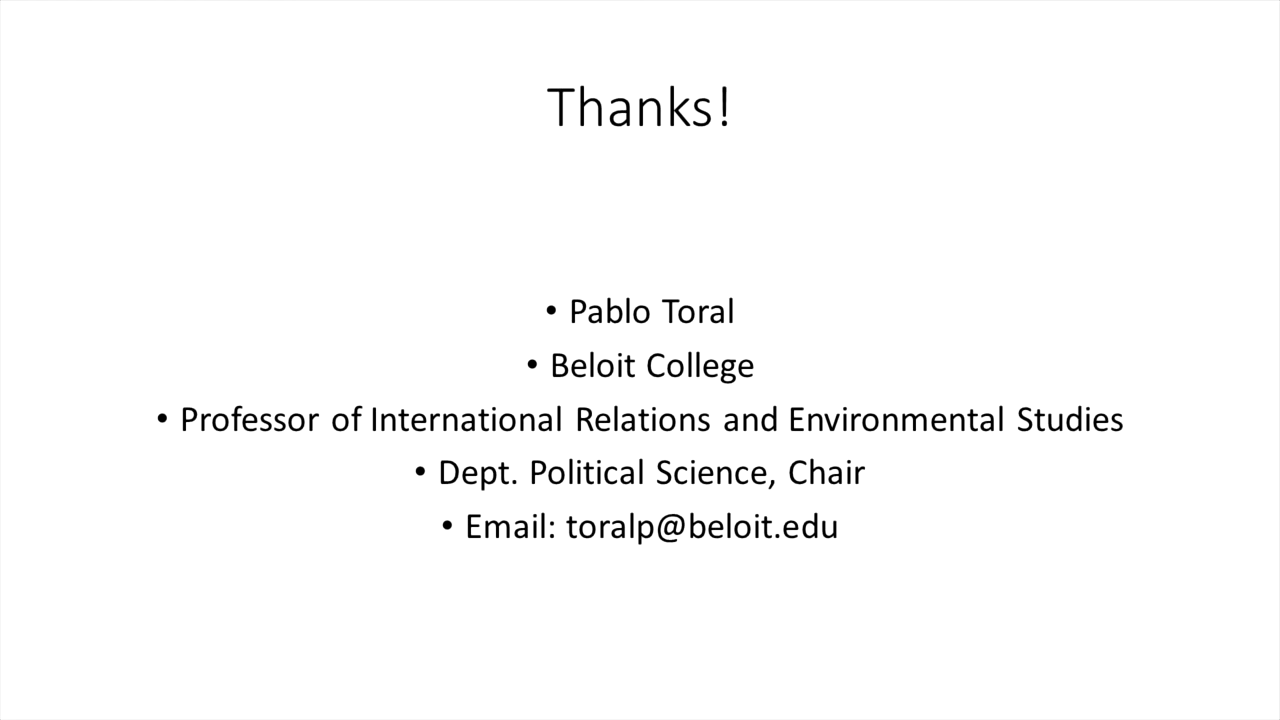 Thanks!
• Pablo Toral
• Beloit College
• Professor of International Relations and Environmental Studies
• Dept. Political Science, Chair
• Email: toralp@beloit.edu